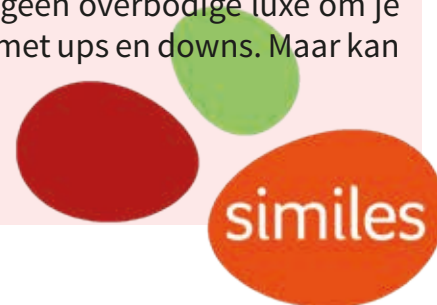 geen overbodige luxe om je
met ups en downs. Maar kan
similes